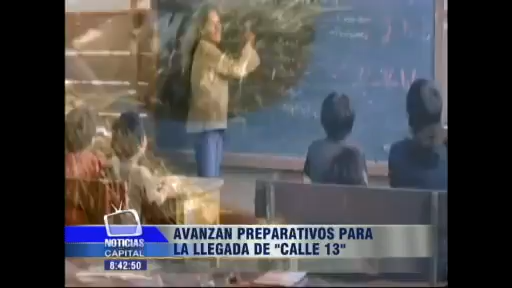 AVANZAN PREPARATIVOS PARA
LA LLEGADA DE "CALLE 13"
NOTICIAS
CAPITAL
8:42:50